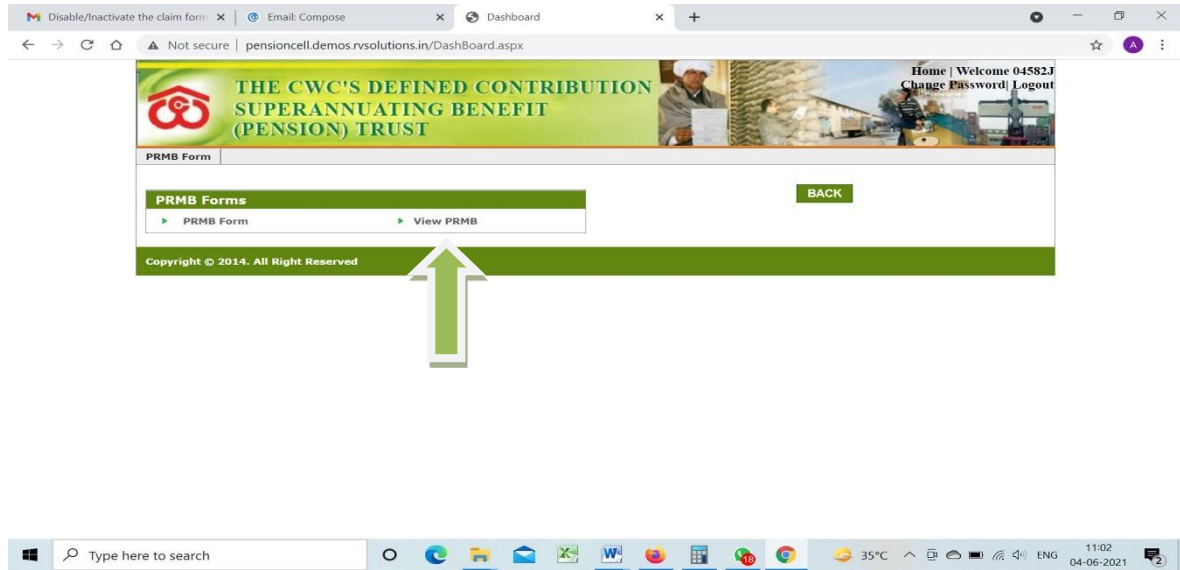 Disable/Inactivate the claim form
Email: Compose
Dashboard
Not secure | pensioncell.demos.rvsolutions.in/DashBoard.aspx
A
THE CWC'S DEFINED CONTRIBUTION
SUPERANNUATING BENEFIT
(PENSION) TRUST
Home | Welcome 04582J
Change Password| Logout
PRMB Form
PRMB Forms
BACK
PRMB Form
View PRMB
Copyright © 2014. All Right Reserved
Type here to search
18
35°C
ENG
11:02
04-06-2021
2